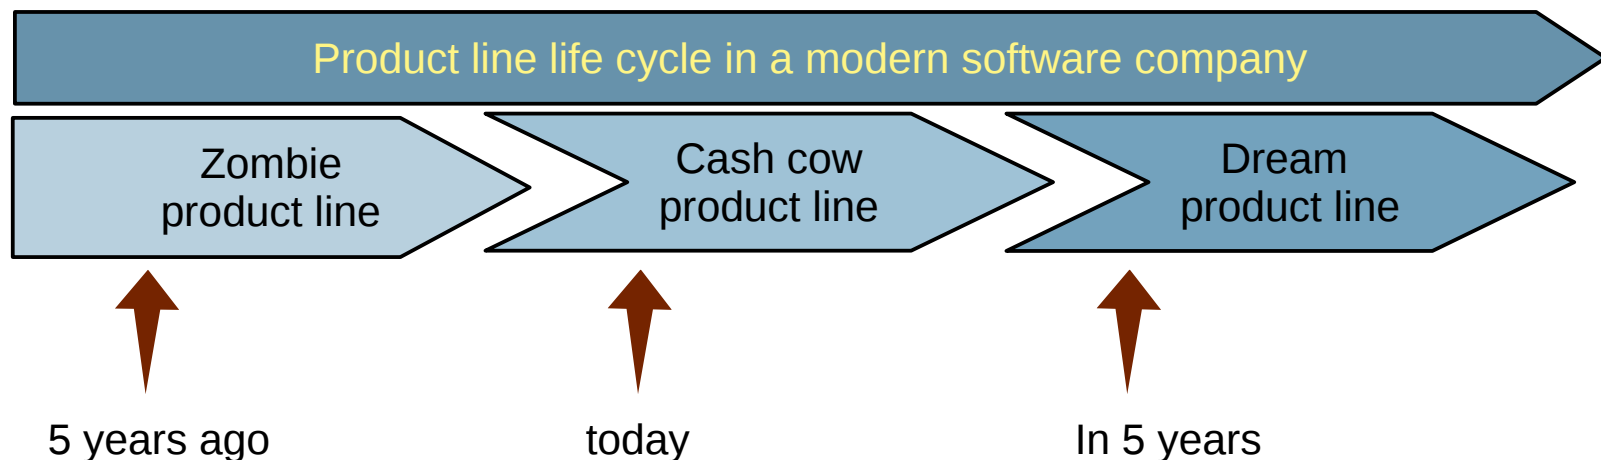 Product line life cycle in a modern software company
Zombie
product line
Cash cow
product line
Dream
product line
5 years ago
today
In 5 years